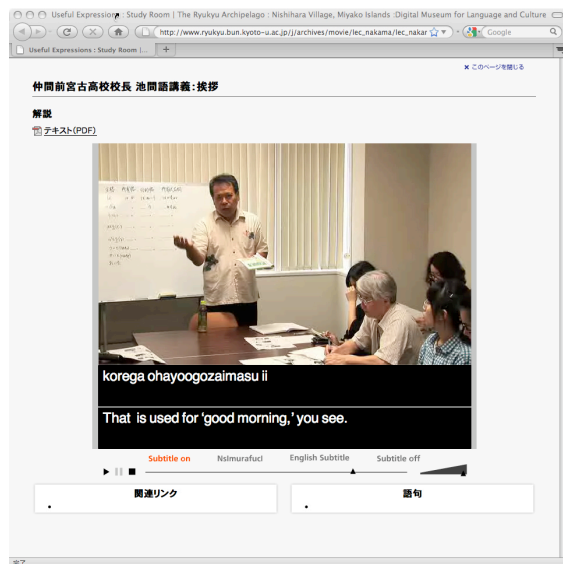 Useful Expressions : Study Room | The Ryukyu Archipelago : Nishihara Village, Miyako Islands :Digital Museum for Language and Culture
http://www.ryukyu.bun.kyoto-u.ac.jp/jj/archives/movie/lec_nakama/lec_nakar
Google
Useful Expressions : Study Room |...
× このページを閉じる
仲間前宮古高校校長 池間語講義:挨拶
解説
テキスト(PDF)
korega ohayoogozaimasu ii
That is used for ‘good morning,’ you see.
Subtitle on Nsimurafuci English Subtitle Subtitle off
関連リンク 語句
完了